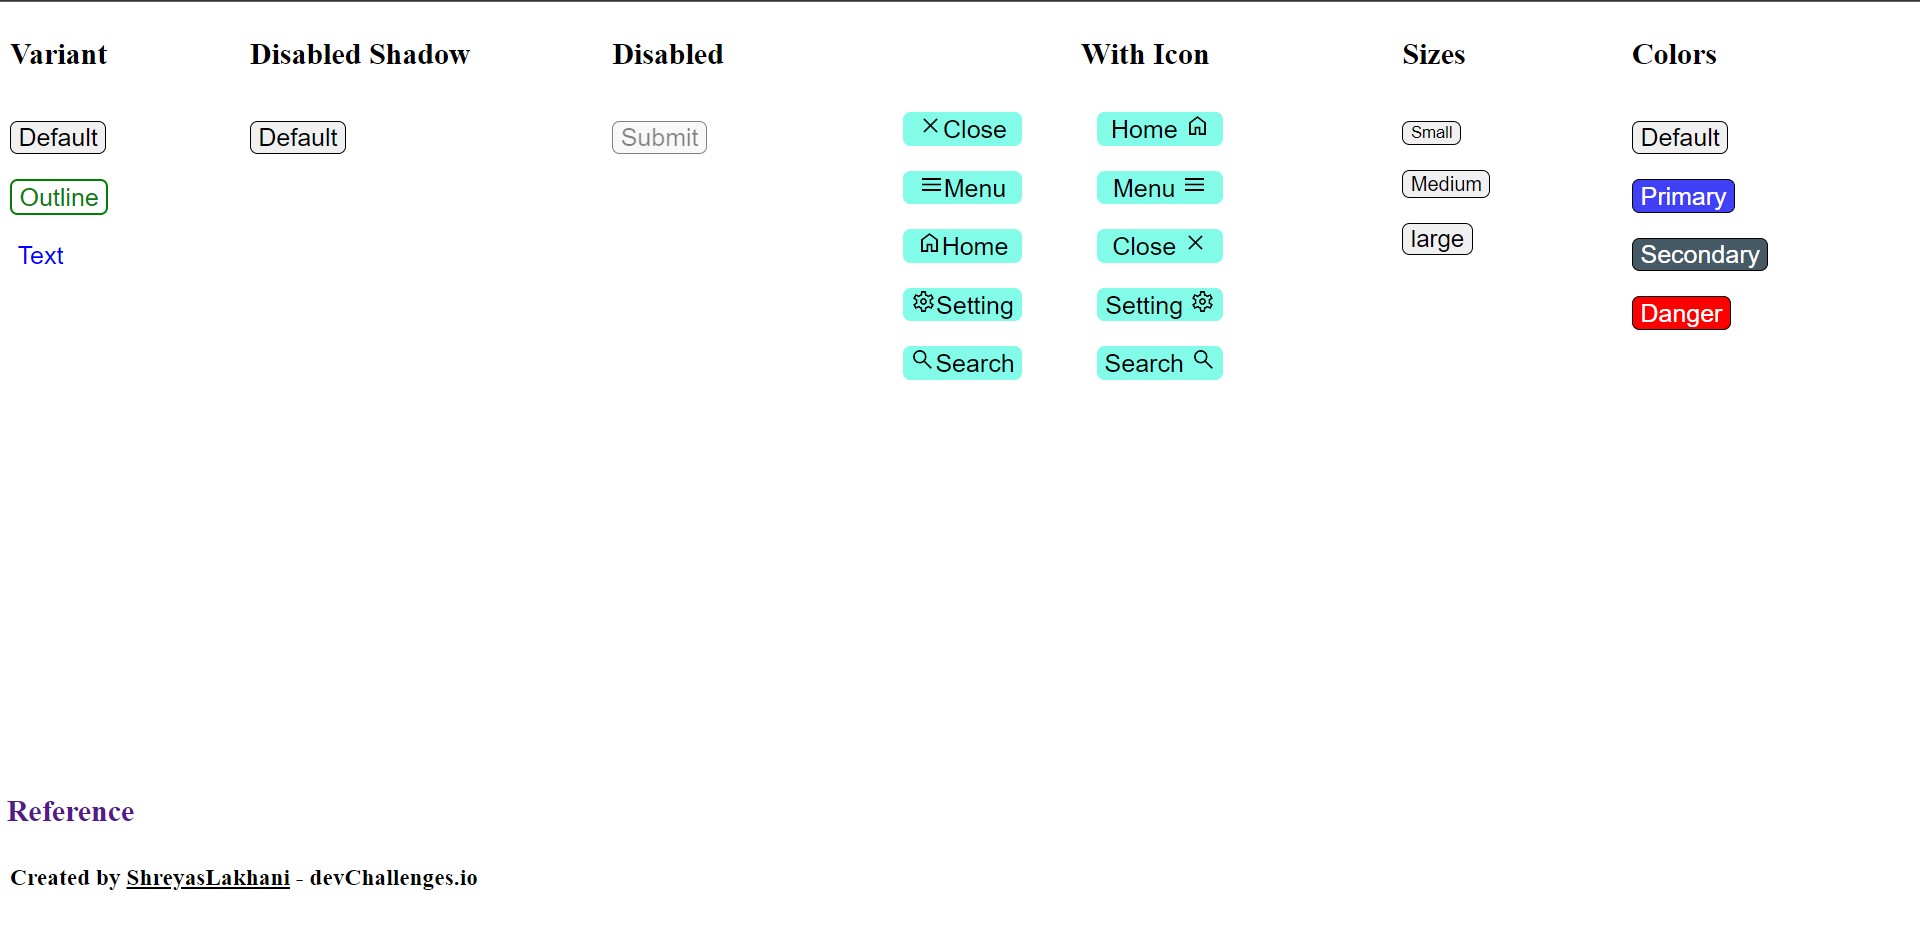 Variant
Default
Outline
Text
Disabled Shadow
Default
Disabled
Submit
With Icon
Close
Menu
Home
Setting
Search
Home
Menu
Close
Setting
Search
Sizes
Small
Medium
large
Colors
Default
Primary
Secondary
Danger
Reference
Created by ShreyasLakhani - devChallenges.io